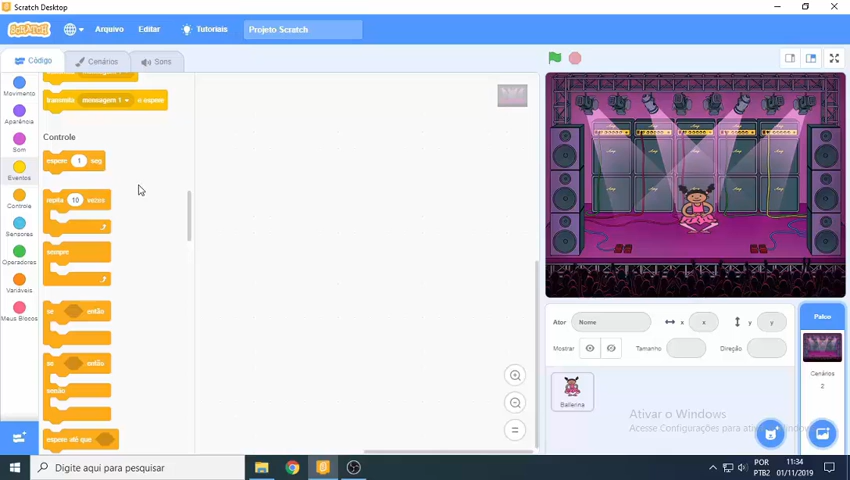 Scratch Desktop
SCRATCH Arquivo Editar Tutoriais Projeto Scratch
Código Cenários Sons
Movimento
Aparência
Som
Eventos
Controle
Sensores
Operadores
Variáveis
Meus Blocos
transmita mensagem 1 e espere
Controle
espere 1 seg
repita 10 vezes
sempre
se então
se então
senão
espere até que
Ator Nome x x y y
Mostrar Tamanho Direção
Ballerina
Palco
Cenários
2
Ativar o Windows
Acesse Configurações para ativar o Windows.
Digite aqui para pesquisar
POR
PTB2
11:34
01/11/2019